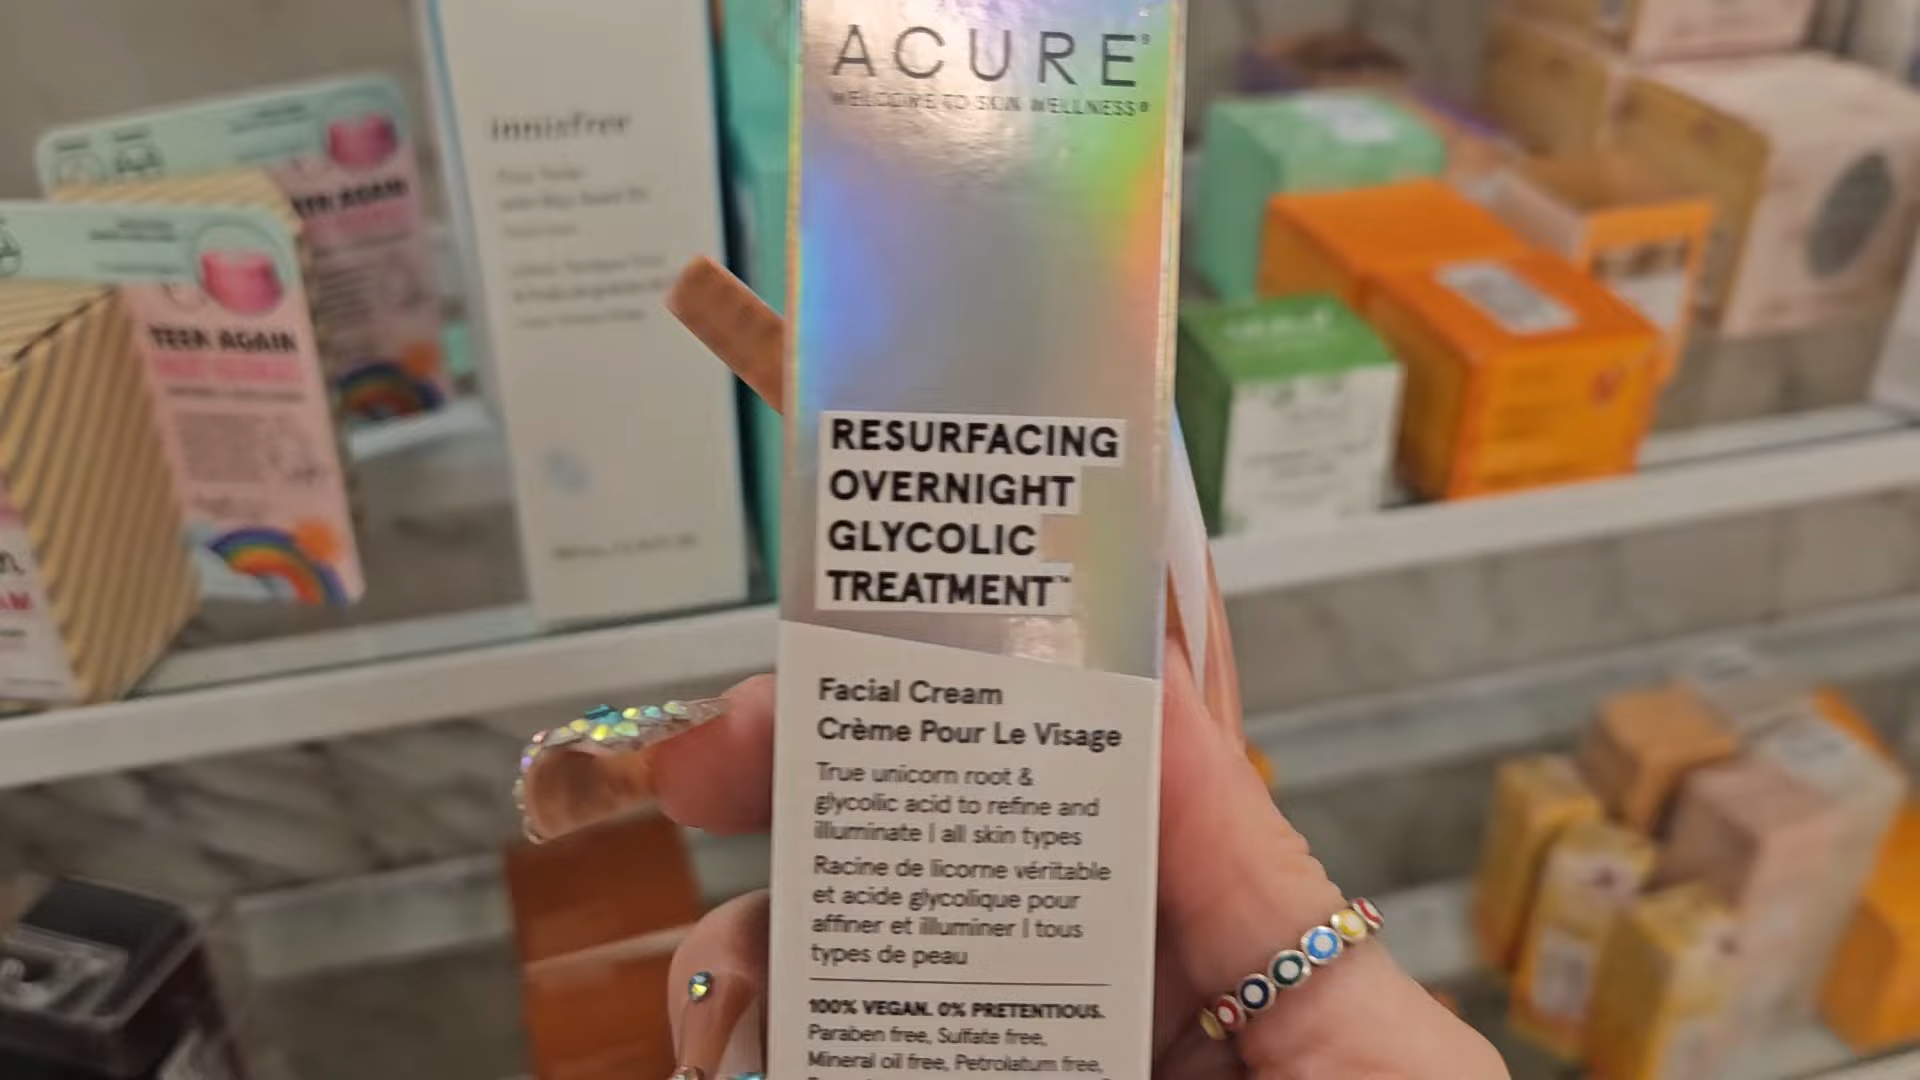 ACURE®
WELCOME TO SKIN WELLNESS®
RESURFACING
OVERNIGHT
GLYCOLIC
TREATMENT™
Facial Cream
Crème Pour Le Visage
True unicorn root &
glycolic acid to refine and
illuminate | all skin types
Racine de licorne véritable
et acide glycolique pour
affiner et illuminer | tous
types de peau
100% VEGAN. 0% PRETENTIOUS.
Paraben free, Sulfate free,
Mineral oil free, Petrolatum free,
innisfree
TEEN AGAIN
AGAIN